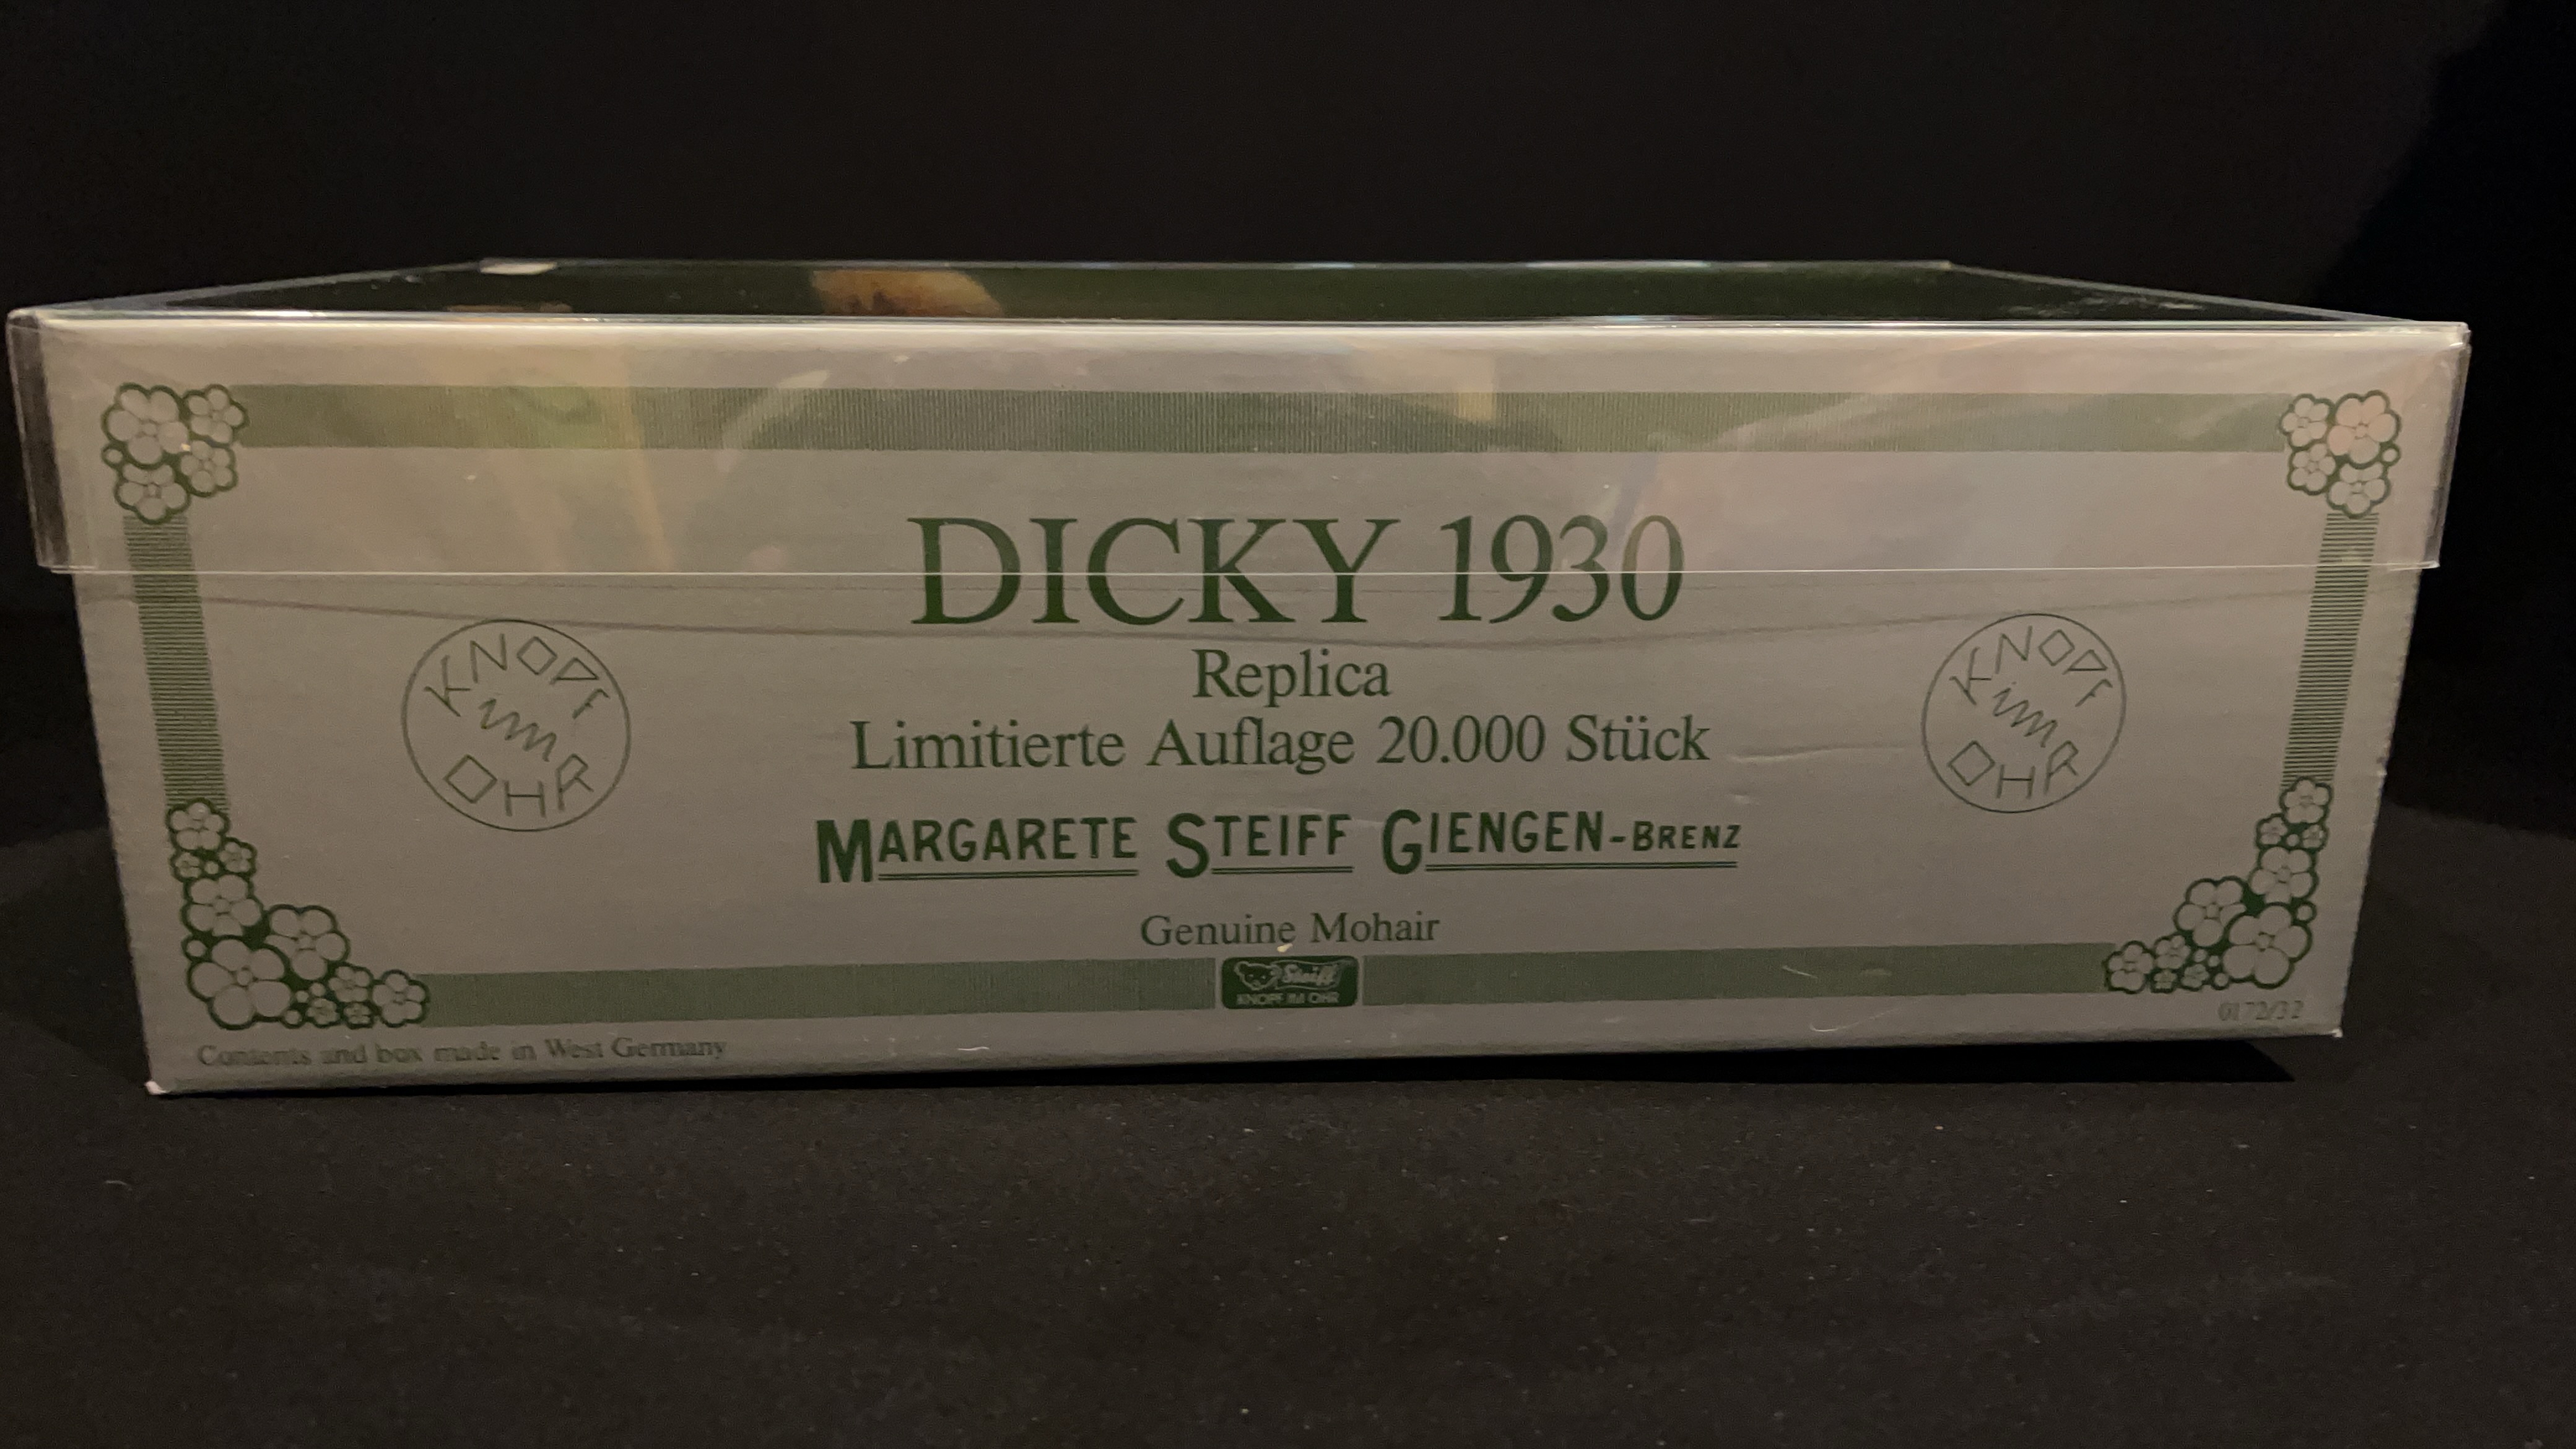 DICKY 1930
Replica
Limitierte Auflage 20.000 Stück
KNOPF
im
OHR
KNOPF
im
OHR
MARGARETE STEIFF GIENGEN-BRENZ
Genuine Mohair
Steiff
KNOPF IM OHR
0172/32
Contents and box made in West Germany